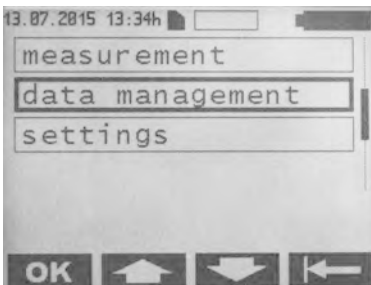 13.07.2015 13:34h
measurement
data management
settings
OK